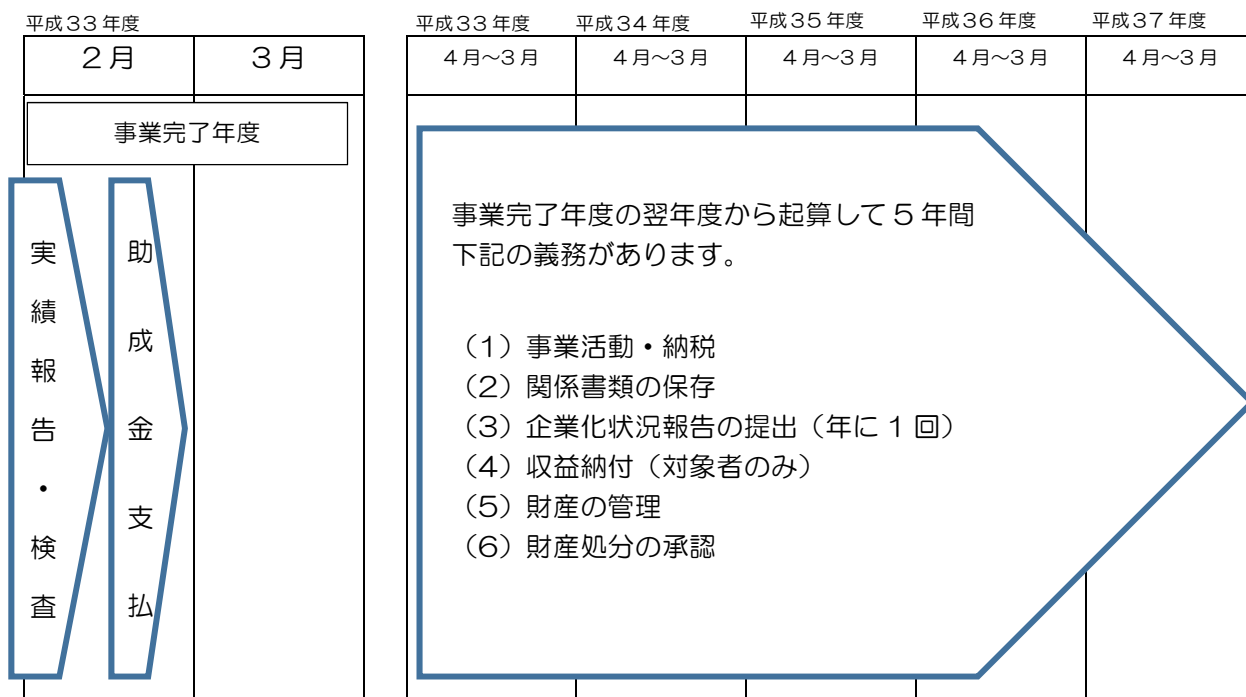 平成33年度
2月 3月
事業完了年度
実績報告・検査
助成金支払
平成33年度 平成34年度 平成35年度 平成36年度 平成37年度
4月～3月 4月～3月 4月～3月 4月～3月 4月～3月
事業完了年度の翌年度から起算して5年間
下記の義務があります。
（1）事業活動・納税
（2）関係書類の保存
（3）企業化状況報告の提出（年に1回）
（4）収益納付（対象者のみ）
（5）財産の管理
（6）財産処分の承認